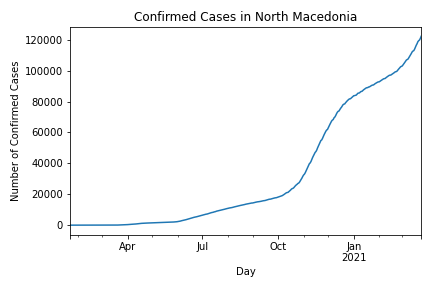 Confirmed Cases in North Macedonia
120000
100000
80000
60000
40000
20000
0
Number of Confirmed Cases
Apr Jul Oct Jan
2021
Day